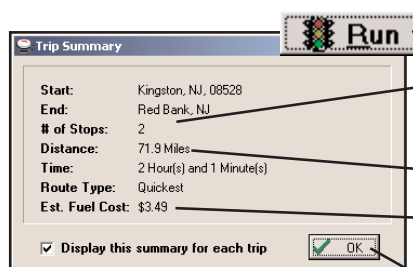 Run
Trip Summary
Start: Kingston, NJ, 08528
End: Red Bank, NJ
# of Stops: 2
Distance: 71.9 Miles
Time: 2 Hour(s) and 1 Minute(s)
Route Type: Quickest
Est. Fuel Cost: $3.49
Display this summary for each trip
OK